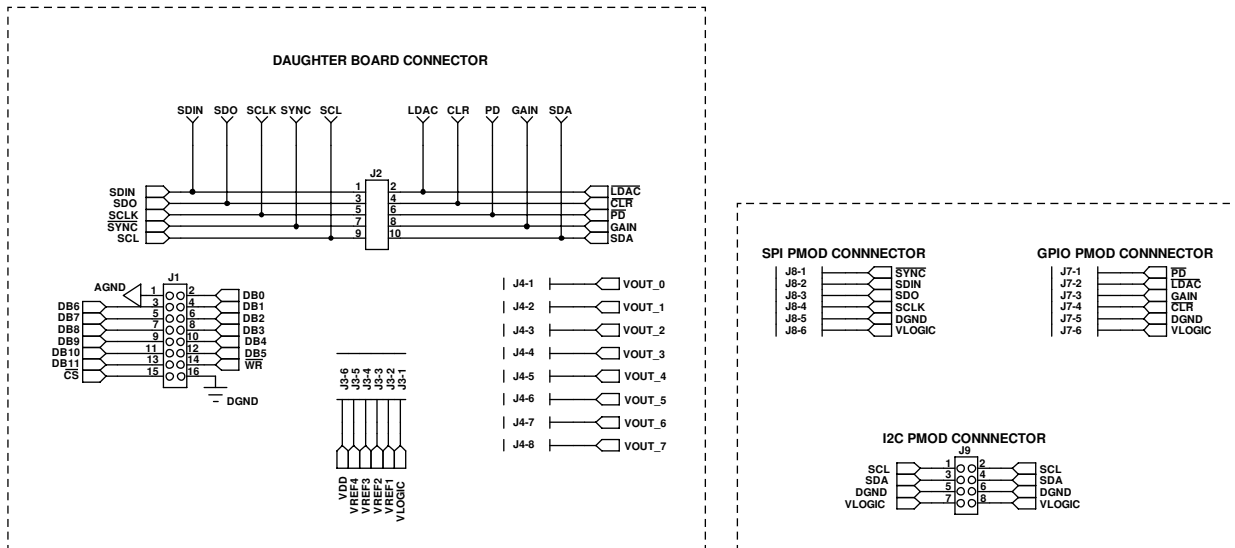 DAUGHTER BOARD CONNECTOR
SDIN SDO SCLK SYNC SCL LDAC CLR PD GAIN SDA
J2
SDIN 1 2 LDAC
SDO 3 4 CLR
SCLK 5 6 PD
SYNC 7 8 GAIN
SCL 9 10 SDA
J1
AGND 1 2 DB0
DB6 3 4 DB1
DB7 5 6 DB2
DB8 7 8 DB3
DB9 9 10 DB4
DB10 11 12 DB5
DB11 13 14 WR
CS 15 16
DGND
J4-1 VOUT_0
J4-2 VOUT_1
J4-3 VOUT_2
J4-4 VOUT_3
J4-5 VOUT_4
J4-6 VOUT_5
J4-7 VOUT_6
J4-8 VOUT_7
J3-6 J3-5 J3-4 J3-3 J3-2 J3-1
VDD VREF4 VREF3 VREF2 VREF1 VLOGIC
SPI PMOD CONNNECTOR
J8-1 SYNC
J8-2 SDIN
J8-3 SDO
J8-4 SCLK
J8-5 DGND
J8-6 VLOGIC
GPIO PMOD CONNNECTOR
J7-1 PD
J7-2 LDAC
J7-3 GAIN
J7-4 CLR
J7-5 DGND
J7-6 VLOGIC
I2C PMOD CONNNECTOR
J9
SCL 1 2 SCL
SDA 3 4 SDA
DGND 5 6 DGND
VLOGIC 7 8 VLOGIC